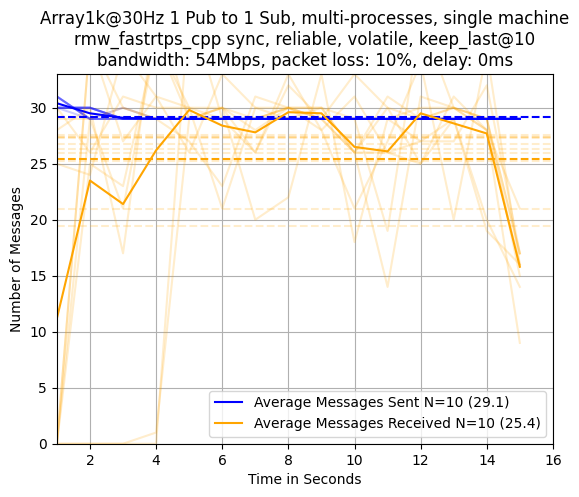 Array1k@30Hz 1 Pub to 1 Sub, multi-processes, single machine
rmw_fastrtps_cpp sync, reliable, volatile, keep_last@10
bandwidth: 54Mbps, packet loss: 10%, delay: 0ms
Number of Messages
30
25
20
15
10
5
0
2 4 6 8 10 12 14 16
Time in Seconds
Average Messages Sent N=10 (29.1)
Average Messages Received N=10 (25.4)